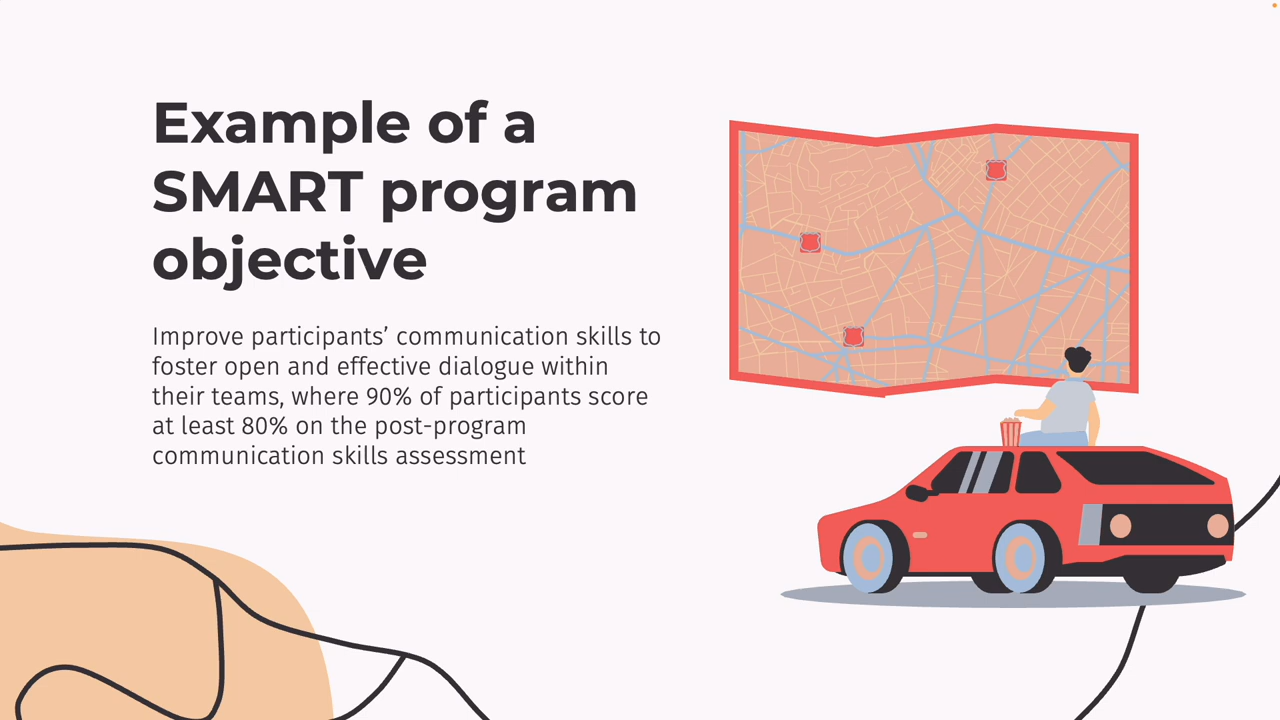 Example of a
SMART program
objective
Improve participants’ communication skills to
foster open and effective dialogue within
their teams, where 90% of participants score
at least 80% on the post-program
communication skills assessment